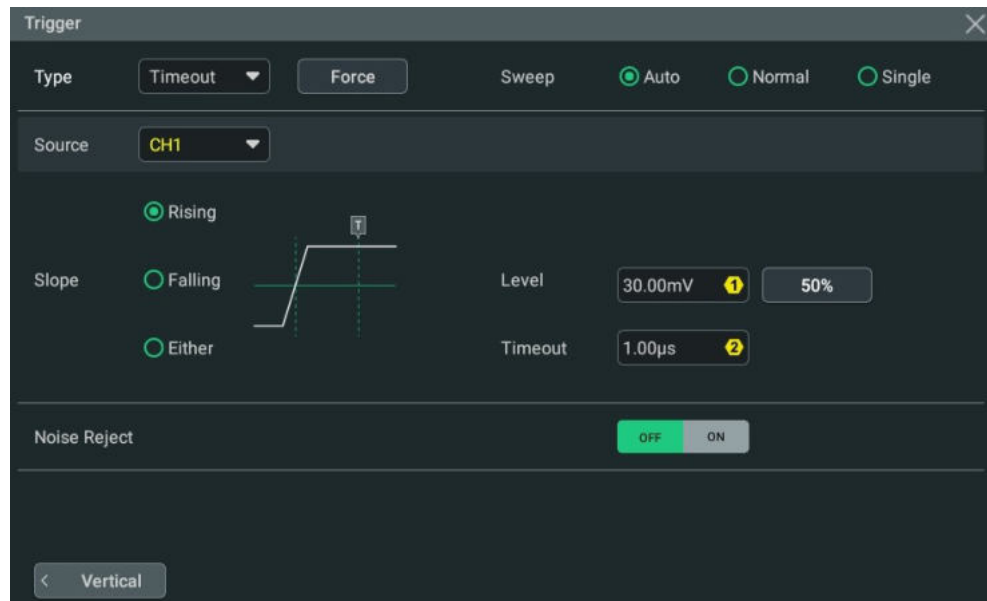 Trigger
Type Timeout Force Sweep Auto Normal Single
Source CH1
Rising
T
Slope Falling Level 30.00mV 1 50%
Either Timeout 1.00µs 2
Noise Reject OFF ON
< Vertical